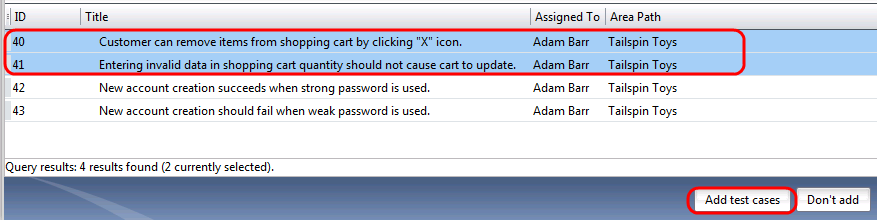 ID Title Assigned To Area Path
40 Customer can remove items from shopping cart by clicking "X" icon. Adam Barr Tailspin Toys
41 Entering invalid data in shopping cart quantity should not cause cart to update. Adam Barr Tailspin Toys
42 New account creation succeeds when strong password is used. Adam Barr Tailspin Toys
43 New account creation should fail when weak password is used. Adam Barr Tailspin Toys
Query results: 4 results found (2 currently selected).
Add test cases Don't add